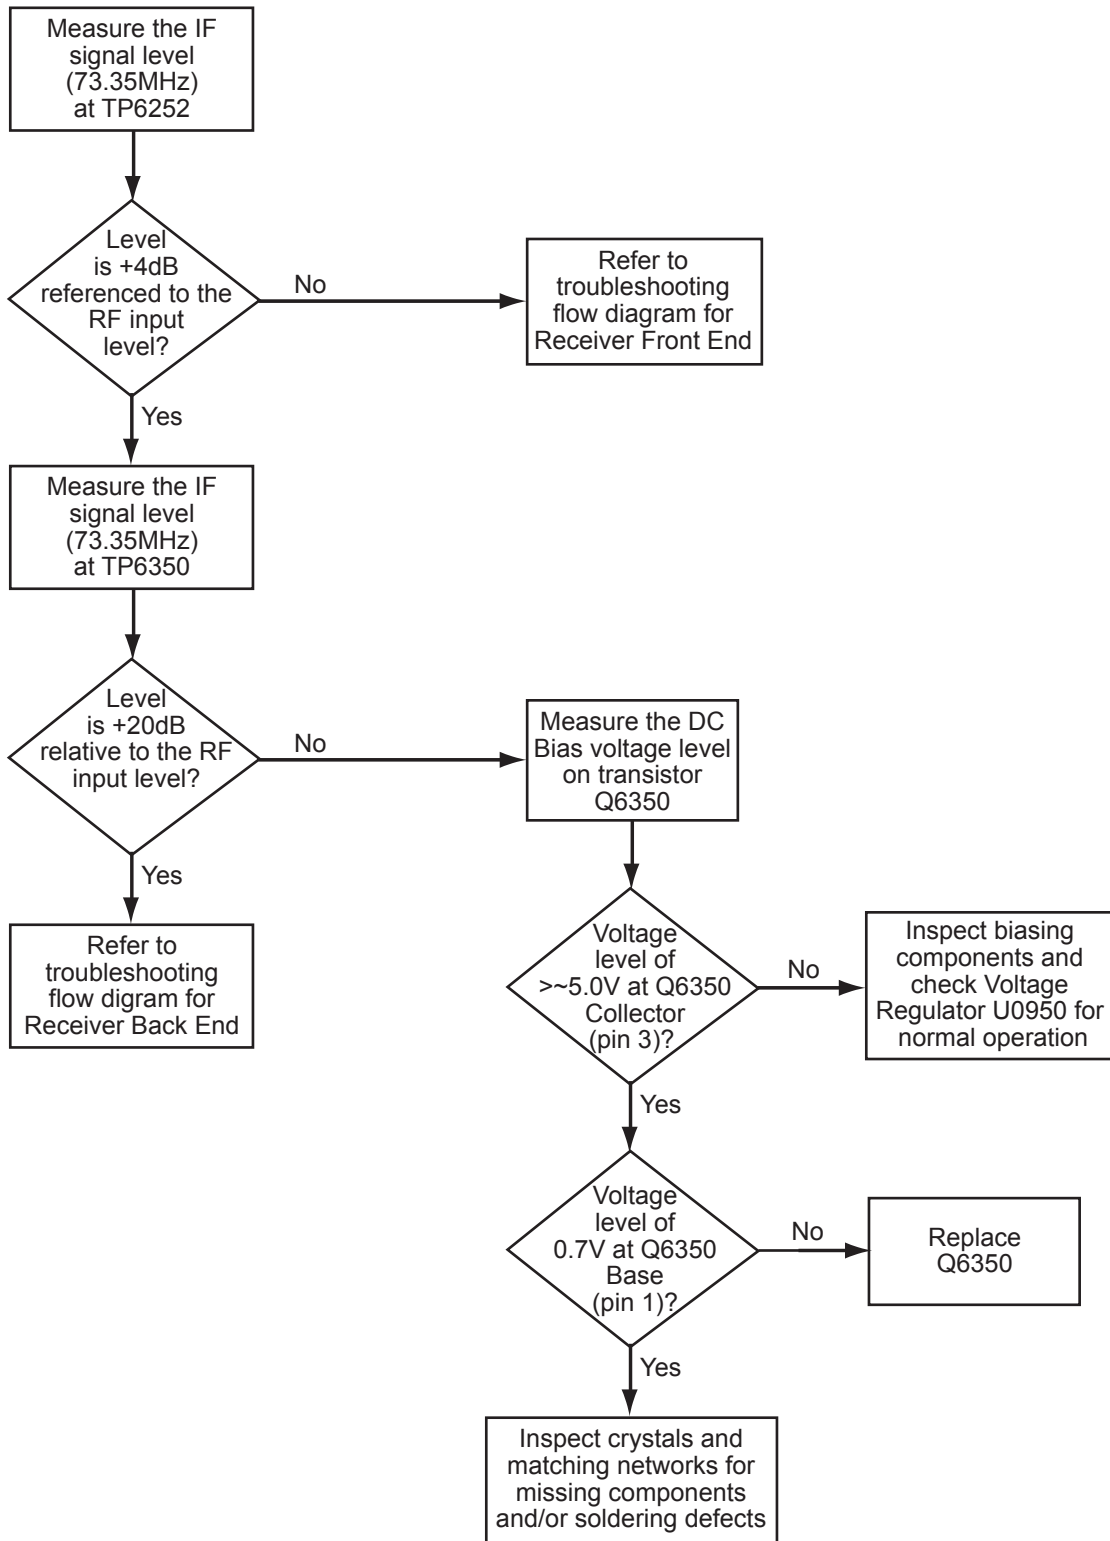 Measure the IF
signal level
(73.35MHz)
at TP6252
Level
is +4dB
referenced to the
RF input
level?
No
Refer to
troubleshooting
flow diagram for
Receiver Front End
Yes
Measure the IF
signal level
(73.35MHz)
at TP6350
Level
is +20dB
relative to the RF
input level?
No
Measure the DC
Bias voltage level
on transistor
Q6350
Yes
Refer to
troubleshooting
flow digram for
Receiver Back End
Voltage
level of
>~5.0V at Q6350
Collector
(pin 3)?
No
Inspect biasing
components and
check Voltage
Regulator U0950 for
normal operation
Yes
Voltage
level of
0.7V at Q6350
Base
(pin 1)?
No
Replace
Q6350
Yes
Inspect crystals and
matching networks for
missing components
and/or soldering defects